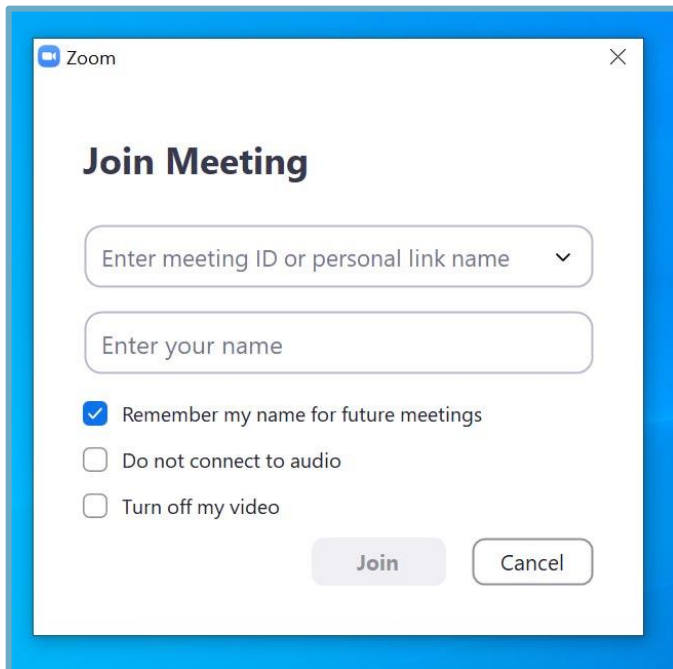 Zoom
Join Meeting
Enter meeting ID or personal link name
Enter your name
Remember my name for future meetings
Do not connect to audio
Turn off my video
Join Cancel